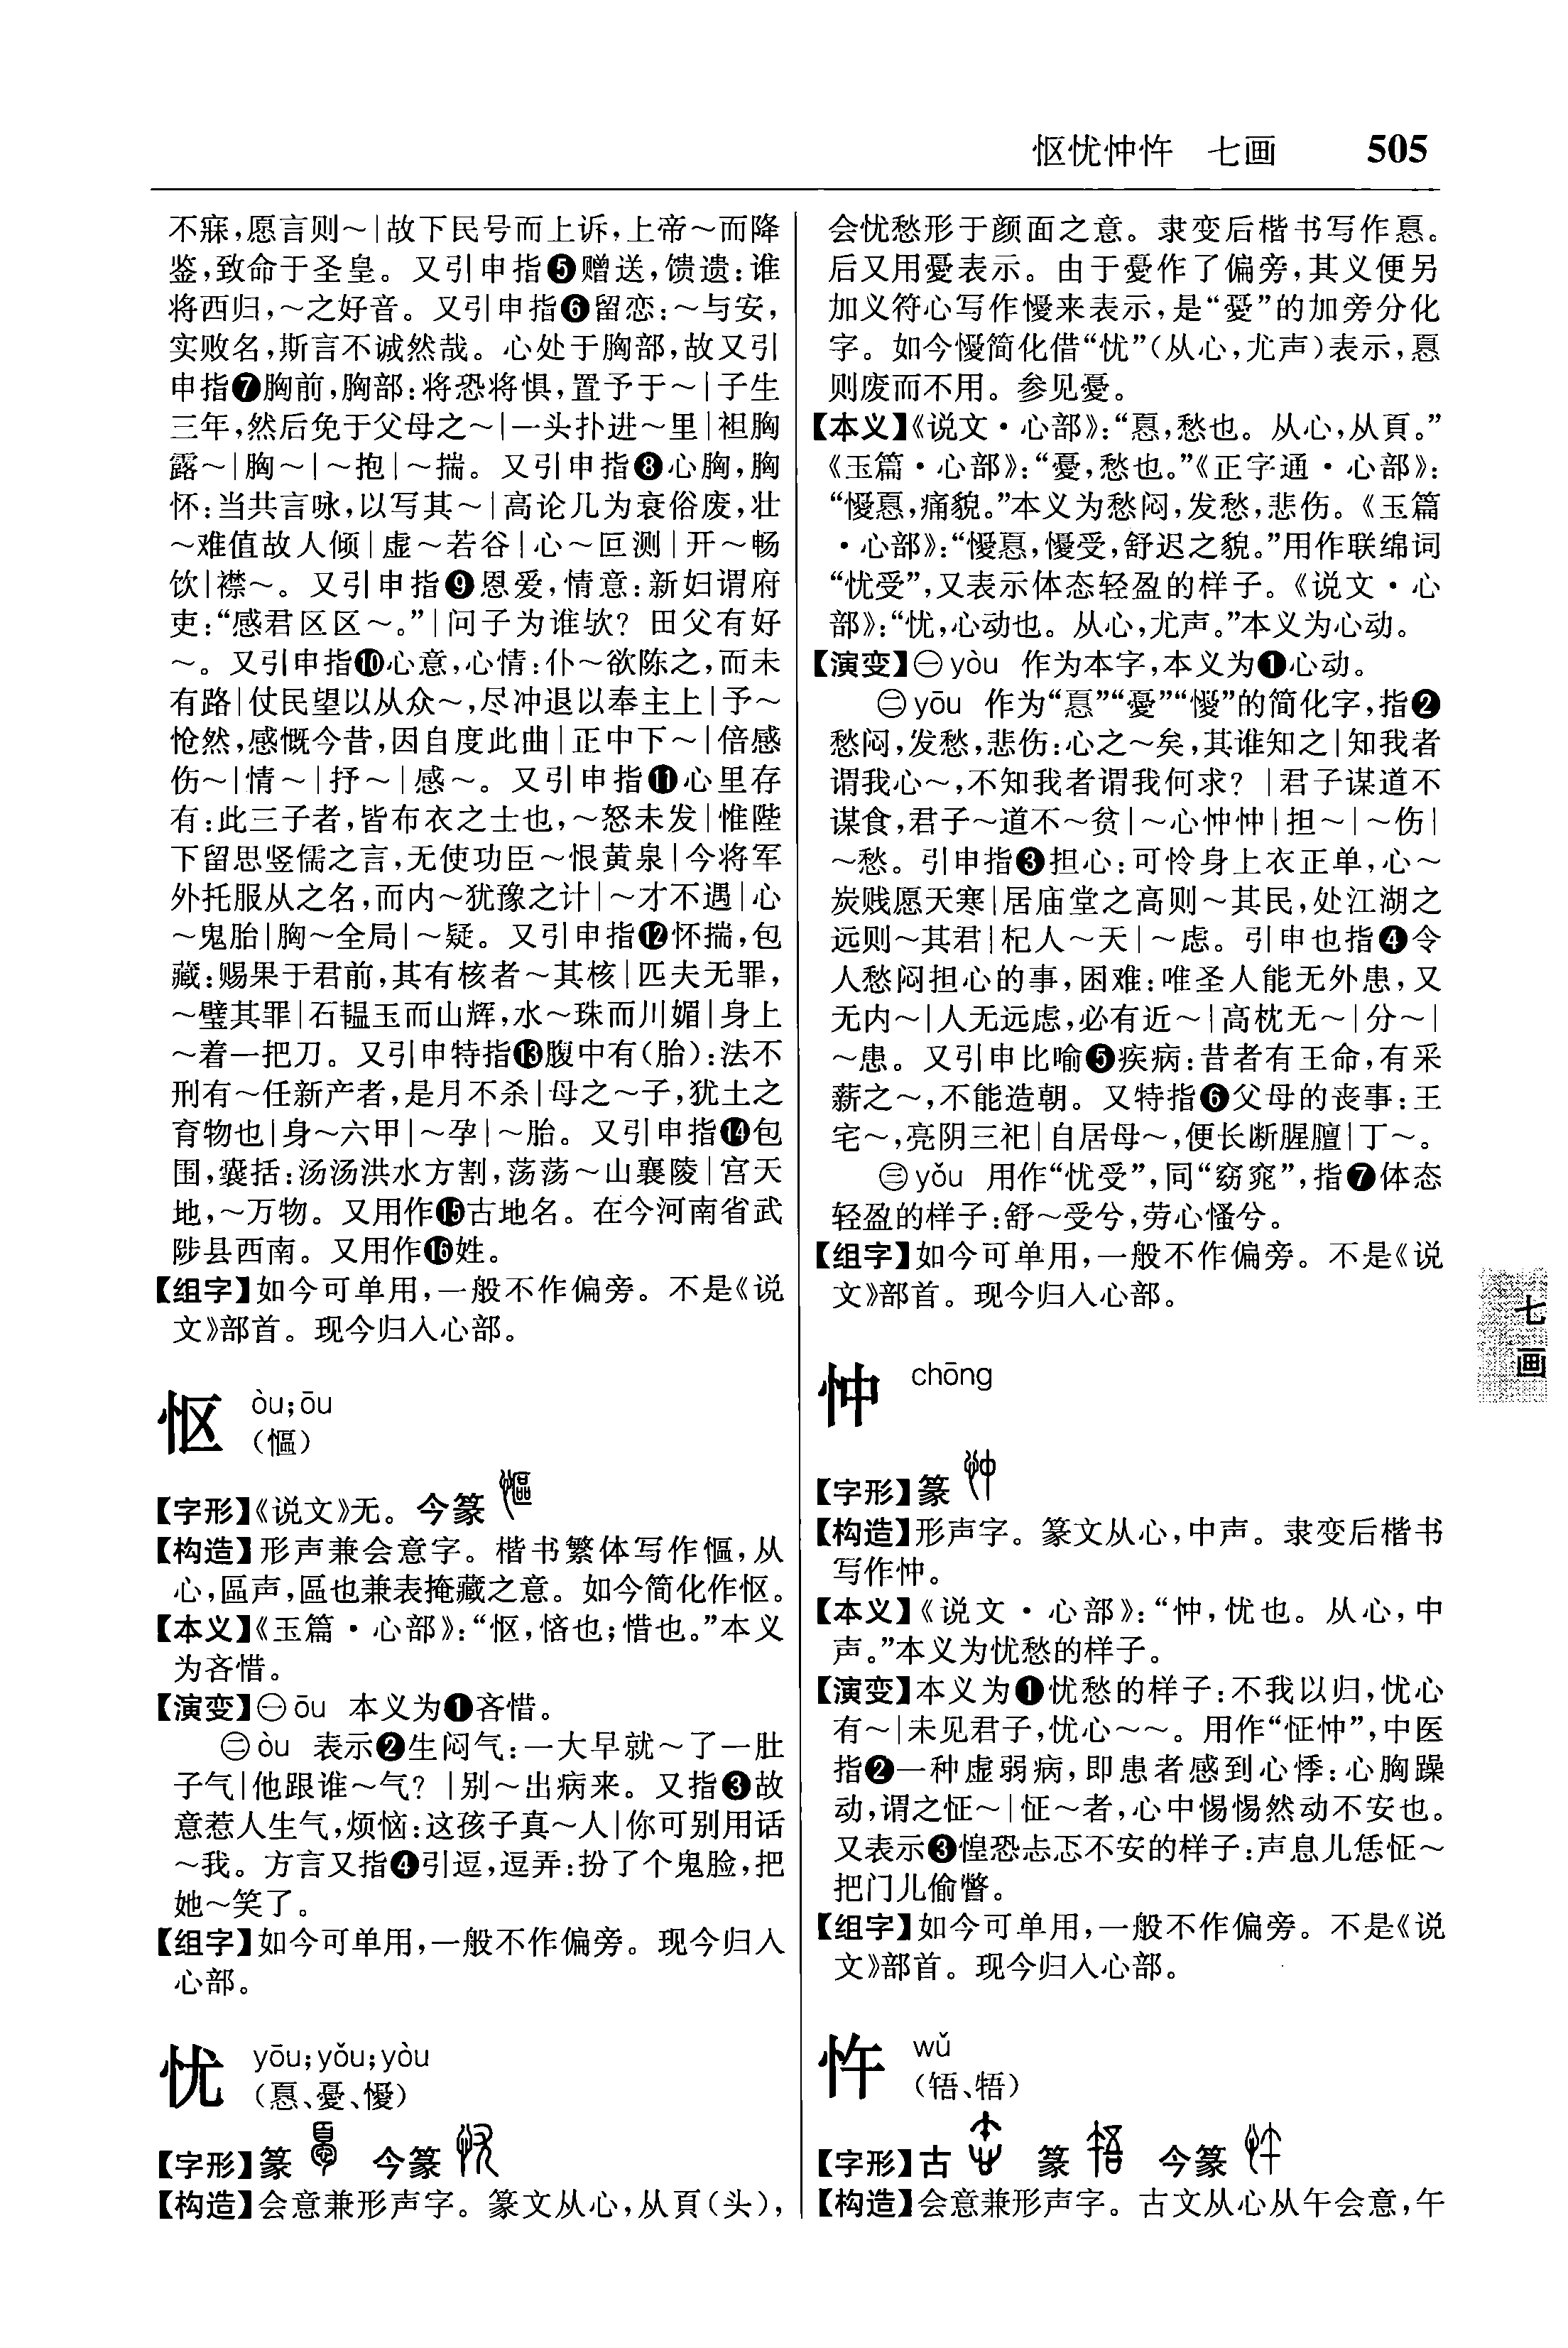 怄忧忡忤 七画 505
不寐,愿言则～|故下民号而上诉,上帝～而降
鉴,致命于圣皇。又引申指❺赠送,馈遗:谁
将西归,～之好音。又引申指❻留恋:～与安,
实败名,斯言不诚然哉。心处于胸部,故又引
申指❼胸前,胸部:将恐将惧,置予于～|子生
三年,然后免于父母之～|一头扑进～里|袒胸
露～|胸～|～抱|～揣。又引申指❽心胸,胸
怀:当共言咏,以写其～|高论几为衰俗废,壮
～难值故人倾|虚～若谷|心～叵测|开～畅
饮|襟～。又引申指❾恩爱,情意:新妇谓府
吏:“感君区区～。”|问子为谁欤?田父有好
～。又引申指❿心意,心情:仆～欲陈之,而未
有路|仗民望以从众～,尽冲退以奉主上|予～
怆然,感慨今昔,因自度此曲|正中下～|倍感
伤～|情～|抒～|感～。又引申指⓫心里存
有:此三子者,皆布衣之士也,～怒未发|惟陛
下留思竖儒之言,无使功臣～恨黄泉|今将军
外托服从之名,而内～犹豫之计|～才不遇|心
～鬼胎|胸～全局|～疑。又引申指⓬怀揣,包
藏:赐果于君前,其有核者～其核|匹夫无罪,
～璧其罪|石韫玉而山辉,水～珠而川媚|身上
～着一把刀。又引申特指⓭腹中有(胎):法不
刑有～任新产者,是月不杀|母之～子,犹土之
育物也|身～六甲|～孕|～胎。又引申指⓮包
围,囊括:汤汤洪水方割,荡荡～山襄陵|宫天
地,～万物。又用作⓯古地名。在今河南省武
陟县西南。又用作⓰姓。
【组字】如今可单用,一般不作偏旁。不是《说
文》部首。现今归入心部。
怄 òu;ōu
(慪)
【字形】《说文》无。今篆
【构造】形声兼会意字。楷书繁体写作慪,从
心,區声,區也兼表掩藏之意。如今简化作怄。
【本义】《玉篇·心部》:“怄,悋也;惜也。”本义
为吝惜。
【演变】㊀ōu 本义为❶吝惜。
㊁òu 表示❷生闷气:一大早就～了一肚
子气|他跟谁～气?|别～出病来。又指❸故
意惹人生气,烦恼:这孩子真～人|你可别用话
～我。方言又指❹引逗,逗弄:扮了个鬼脸,把
她～笑了。
【组字】如今可单用,一般不作偏旁。现今归入
心部。
忧 yōu;yǒu;yòu
(㥑、憂、懮)
【字形】篆 今篆
【构造】会意兼形声字。篆文从心,从頁(头),
会忧愁形于颜面之意。隶变后楷书写作㥑。
后又用憂表示。由于憂作了偏旁,其义便另
加义符心写作懮来表示,是“憂”的加旁分化
字。如今懮简化借“忧”(从心,尤声)表示,㥑
则废而不用。参见憂。
【本义】《说文·心部》:“㥑,愁也。从心,从頁。”
《玉篇·心部》:“憂,愁也。”《正字通·心部》:
“懮㥑,痛貌。”本义为愁闷,发愁,悲伤。《玉篇
·心部》:“懮㥑,懮受,舒迟之貌。”用作联绵词
“忧受”,又表示体态轻盈的样子。《说文·心
部》:“忧,心动也。从心,尤声。”本义为心动。
【演变】㊀yòu 作为本字,本义为❶心动。
㊁yōu 作为“㥑”“憂”“懮”的简化字,指❷
愁闷,发愁,悲伤:心之～矣,其谁知之|知我者
谓我心～,不知我者谓我何求?|君子谋道不
谋食,君子～道不～贫|～心忡忡|担～|～伤|
～愁。引申指❸担心:可怜身上衣正单,心～
炭贱愿天寒|居庙堂之高则～其民,处江湖之
远则～其君|杞人～天|～虑。引申也指❹令
人愁闷担心的事,困难:唯圣人能无外患,又
无内～|人无远虑,必有近～|高枕无～|分～|
～患。又引申比喻❺疾病:昔者有王命,有采
薪之～,不能造朝。又特指❻父母的丧事:王
宅～,亮阴三祀|自居母～,便长断腥膻|丁～。
㊂yǒu 用作“忧受”,同“窈窕”,指❼体态
轻盈的样子:舒～受兮,劳心慅兮。
【组字】如今可单用,一般不作偏旁。不是《说
文》部首。现今归入心部。
忡 chōng
【字形】篆
【构造】形声字。篆文从心,中声。隶变后楷书
写作忡。
【本义】《说文·心部》:“忡,忧也。从心,中
声。”本义为忧愁的样子。
【演变】本义为❶忧愁的样子:不我以归,忧心
有～|未见君子,忧心～～。用作“怔忡”,中医
指❷一种虚弱病,即患者感到心悸:心胸躁
动,谓之怔～|怔～者,心中惕惕然动不安也。
又表示❸惶恐忐忑不安的样子:声息儿恁怔～
把门儿偷瞥。
【组字】如今可单用,一般不作偏旁。不是《说
文》部首。现今归入心部。
忤 wǔ
(啎、牾)
【字形】古 篆 今篆
【构造】会意兼形声字。古文从心从午会意,午
七画